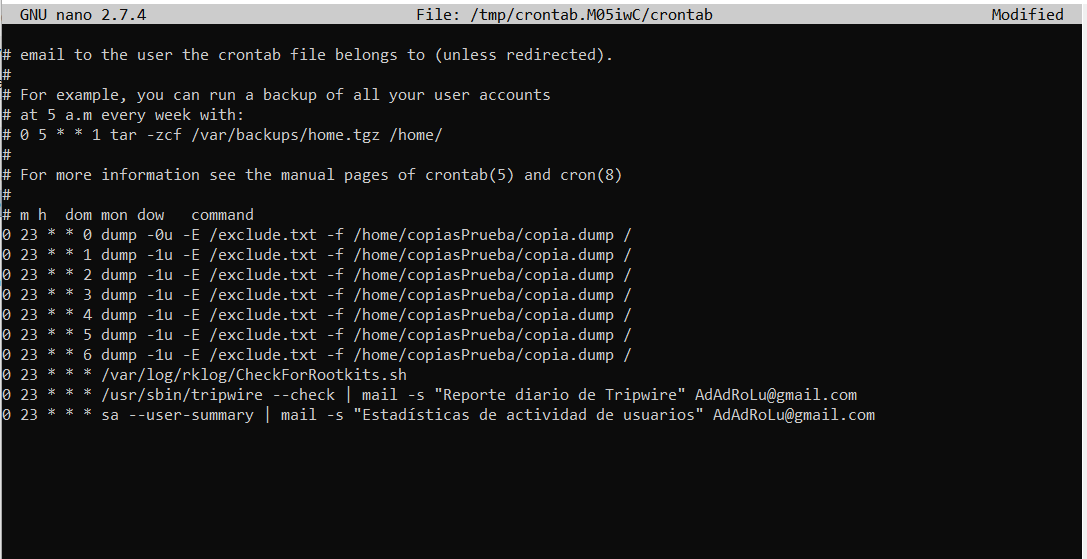 GNU nano 2.7.4 File: /tmp/crontab.M05iwC/crontab Modified
# email to the user the crontab file belongs to (unless redirected).
#
# For example, you can run a backup of all your user accounts
# at 5 a.m every week with:
# 0 5 * * 1 tar -zcf /var/backups/home.tgz /home/
#
# For more information see the manual pages of crontab(5) and cron(8)
#
# m h  dom mon dow   command
0 23 * * 0 dump -0u -E /exclude.txt -f /home/copiasPrueba/copia.dump /
0 23 * * 1 dump -1u -E /exclude.txt -f /home/copiasPrueba/copia.dump /
0 23 * * 2 dump -1u -E /exclude.txt -f /home/copiasPrueba/copia.dump /
0 23 * * 3 dump -1u -E /exclude.txt -f /home/copiasPrueba/copia.dump /
0 23 * * 4 dump -1u -E /exclude.txt -f /home/copiasPrueba/copia.dump /
0 23 * * 5 dump -1u -E /exclude.txt -f /home/copiasPrueba/copia.dump /
0 23 * * 6 dump -1u -E /exclude.txt -f /home/copiasPrueba/copia.dump /
0 23 * * * /var/log/rklog/CheckForRootkits.sh
0 23 * * * /usr/sbin/tripwire --check | mail -s "Reporte diario de Tripwire" AdAdRoLu@gmail.com
0 23 * * * sa --user-summary | mail -s "Estadísticas de actividad de usuarios" AdAdRoLu@gmail.com